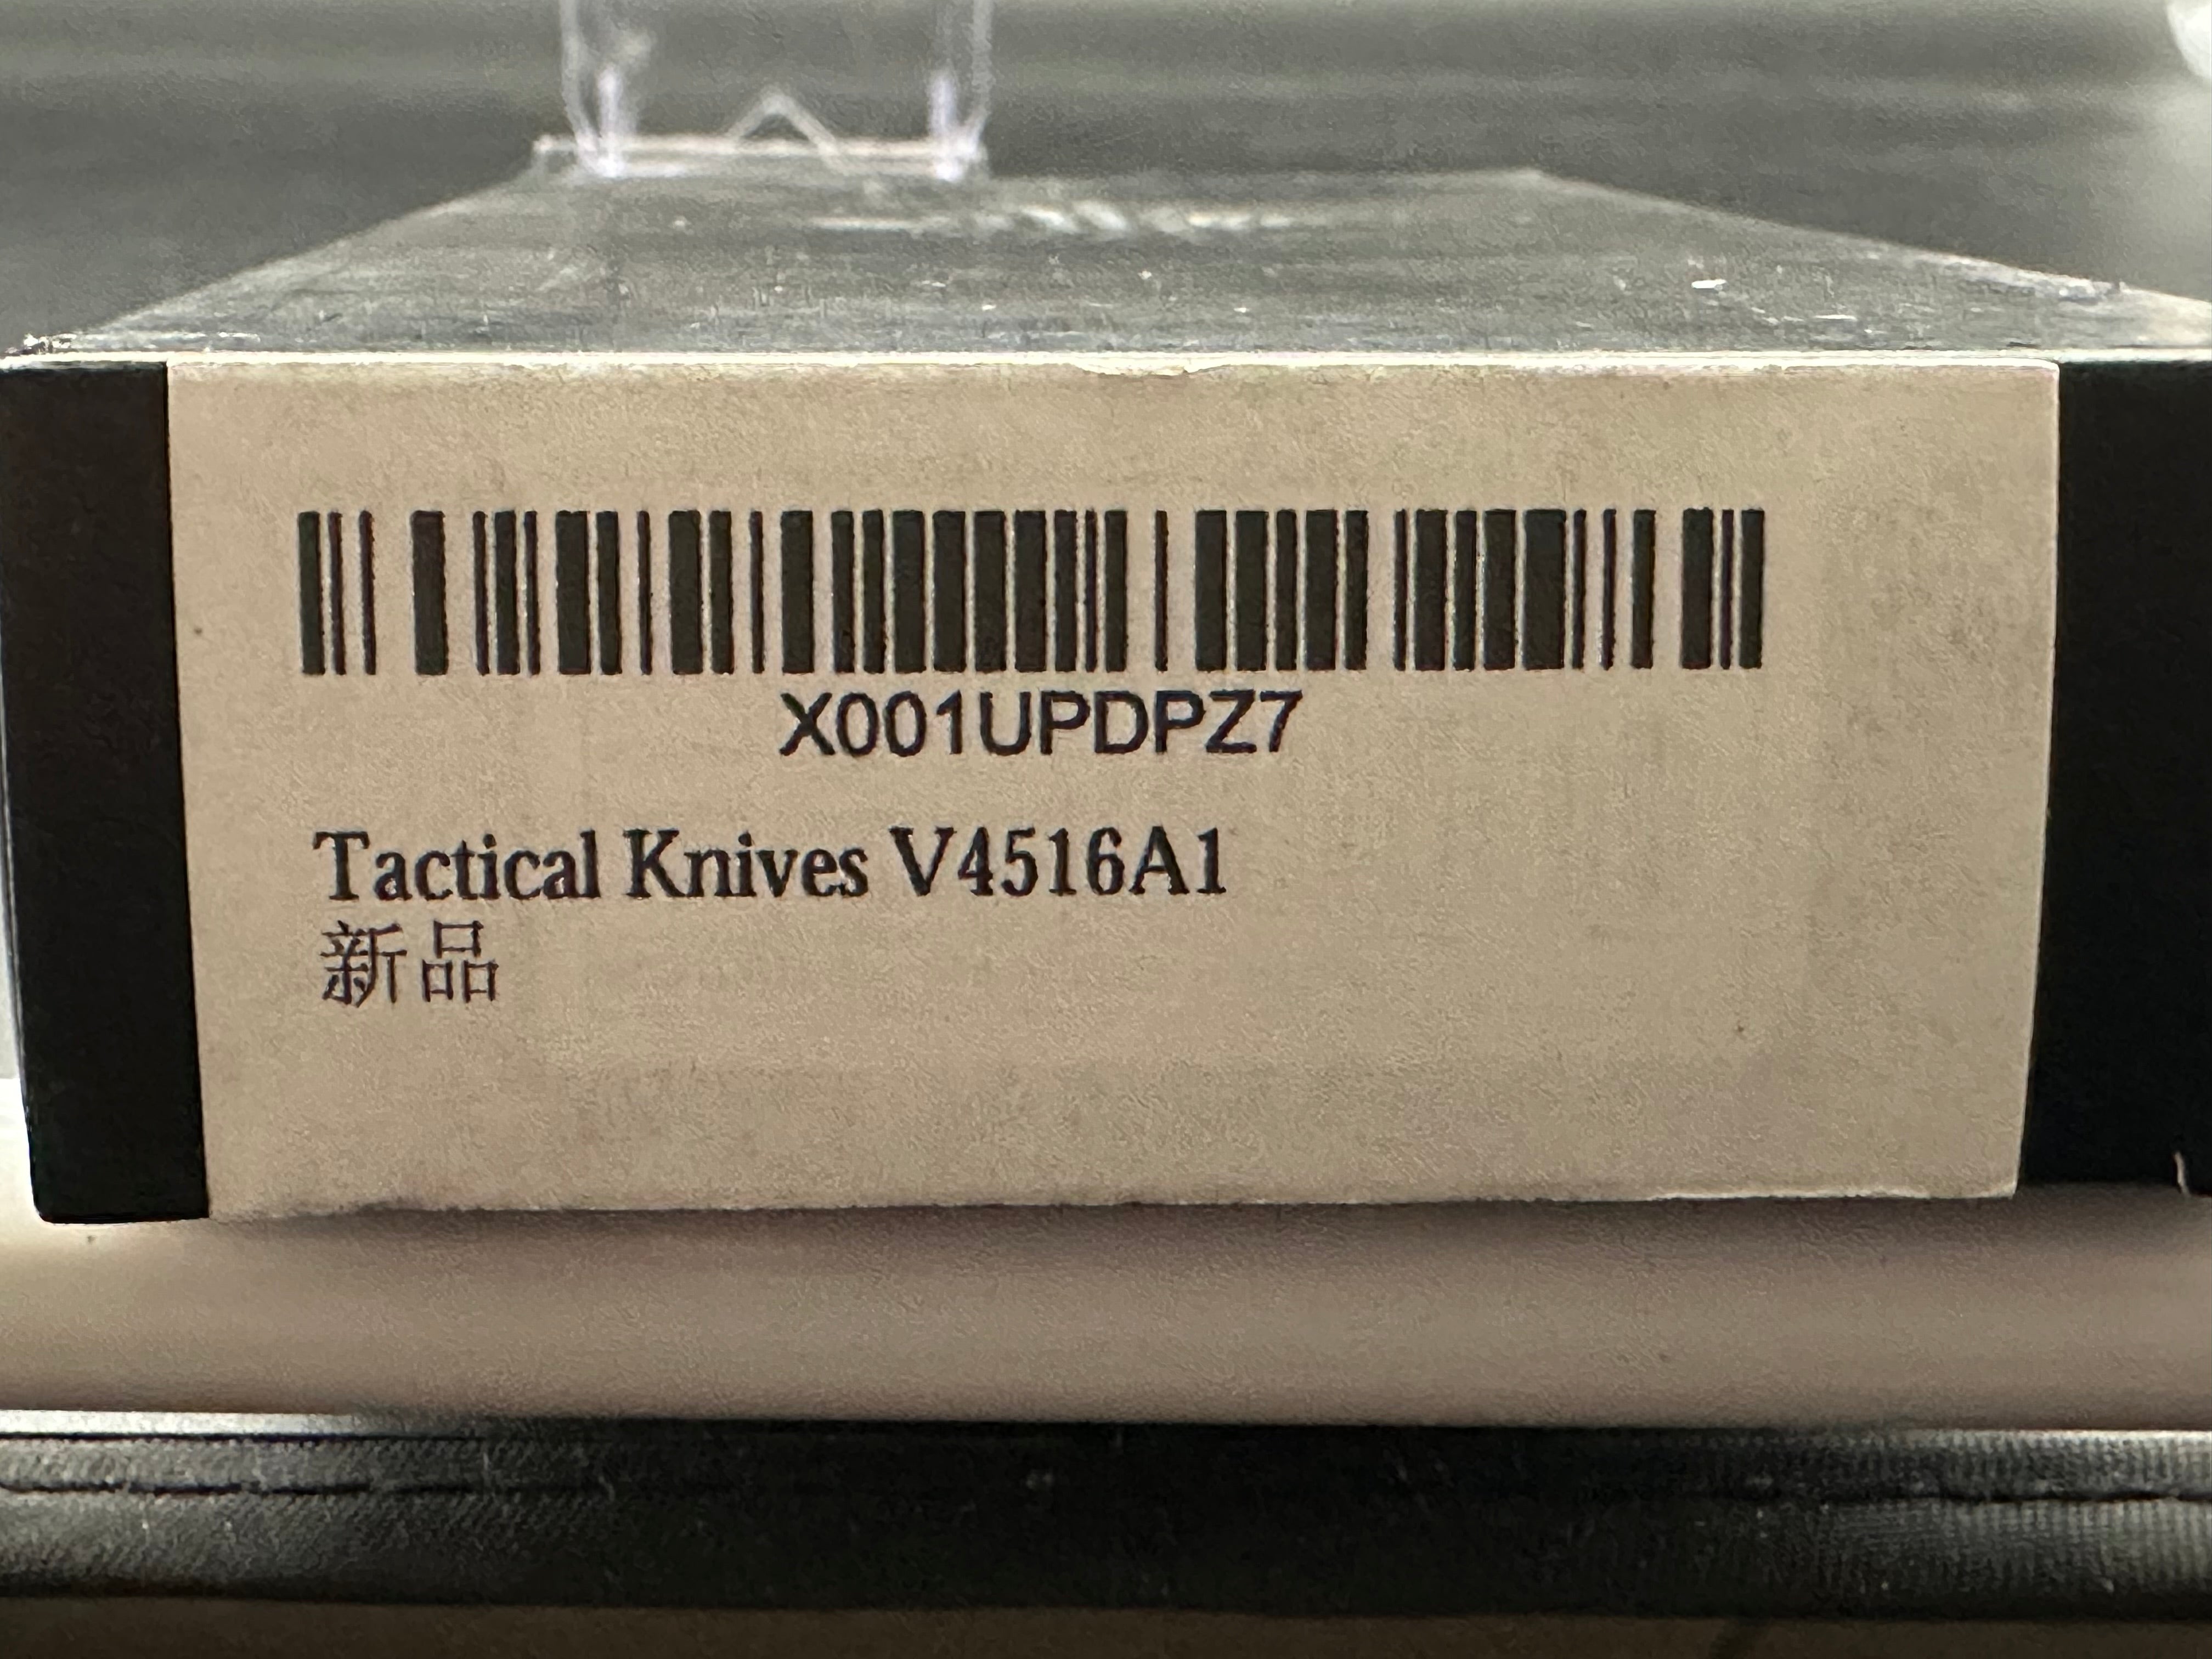 X001UPDPZ7
Tactical Knives V4516A1
新品